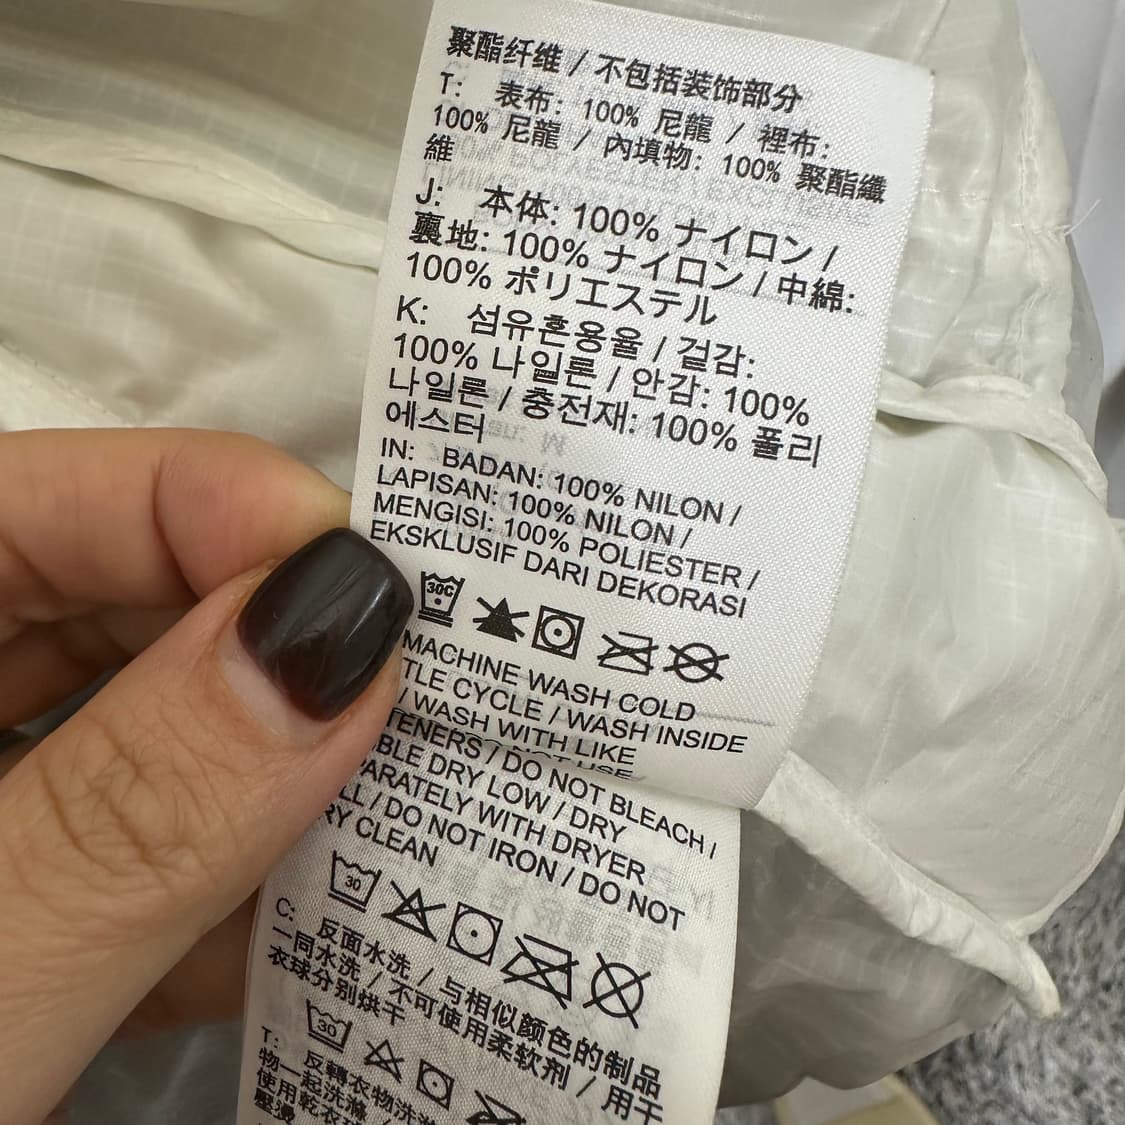 聚酯纤维 / 不包括装饰部分
T: 表布: 100% 尼龍 / 裡布:
100% 尼龍 / 內填物: 100% 聚酯纖
維
J: 本体: 100% ナイロン /
裏地: 100% ナイロン / 中綿:
100% ポリエステル
K: 섬유혼용율 / 겉감:
100% 나일론 / 안감: 100%
나일론 / 충전재: 100% 폴리
에스터
IN: BADAN: 100% NILON /
LAPISAN: 100% NILON /
MENGISI: 100% POLIESTER /
EKSKLUSIF DARI DEKORASI
30C
MACHINE WASH COLD
TLE CYCLE / WASH INSIDE
/ WASH WITH LIKE
NOT USE
TENERS / DO NOT BLEACH /
BLE DRY LOW / DRY
ARATELY WITH DRYER
LL / DO NOT IRON / DO NOT
RY CLEAN
30
C: 反面水洗 / 与相似颜色的制品
一同水洗 / 不可使用柔软剂 / 用干
衣球分别烘干
30
T: 反轉衣物洗滌
物一起洗滌 /
使用乾衣球
壓燙